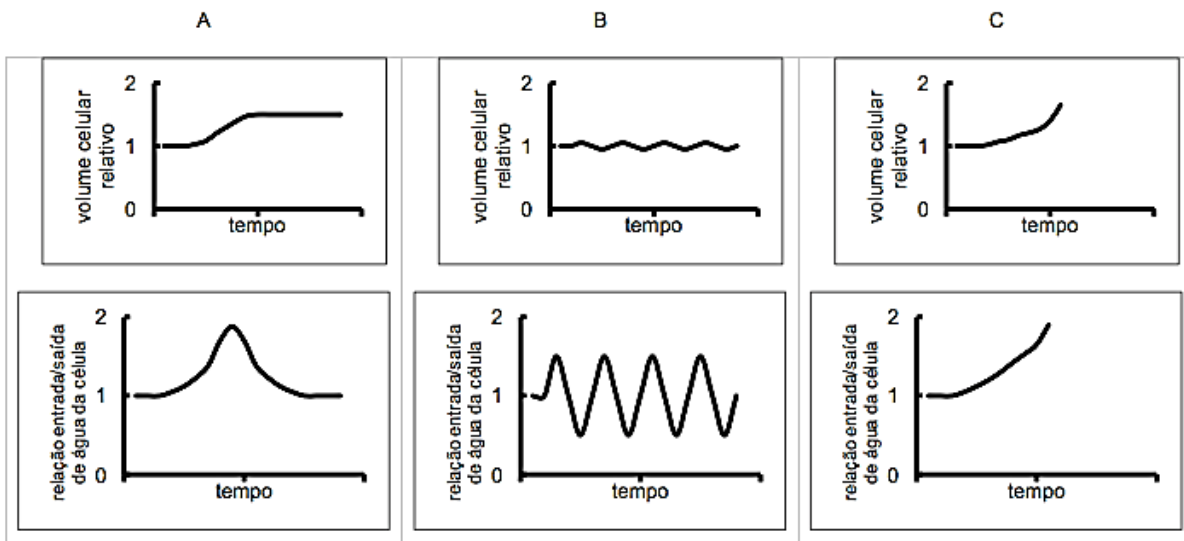 A B C
2
1
0
volume celular
relativo
tempo
2
1
0
volume celular
relativo
tempo
2
1
0
volume celular
relativo
tempo
2
1
0
relação entrada/saída
de água da célula
tempo
2
1
0
relação entrada/saída
de água da célula
tempo
2
1
0
relação entrada/saída
de água da célula
tempo